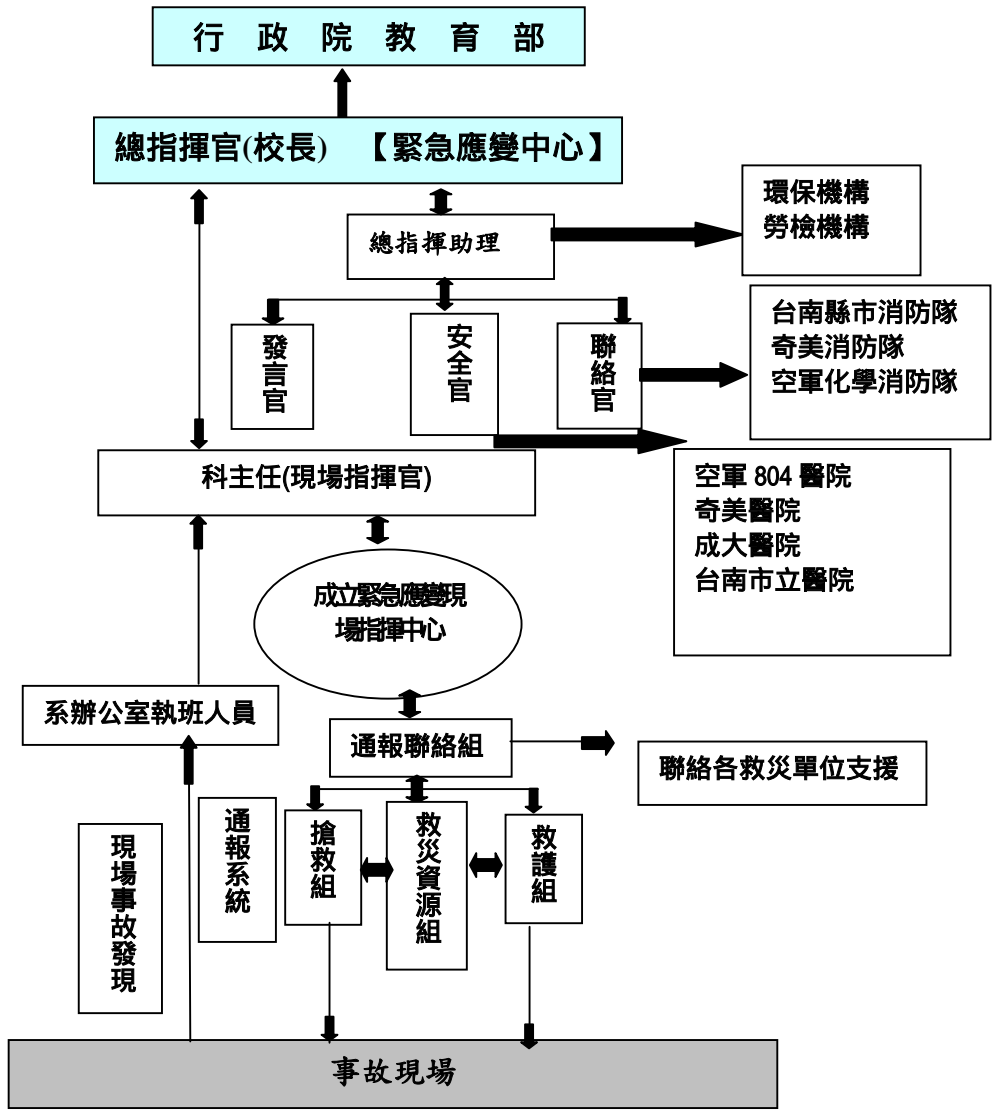 行 政 院 教 育 部
總指揮官(校長) 【緊急應變中心】
環保機構
勞檢機構
總指揮助理
台南縣市消防隊
奇美消防隊
空軍化學消防隊
發言官
安全官
聯絡官
科主任(現場指揮官)
空軍 804 醫院
奇美醫院
成大醫院
台南市立醫院
成立緊急應變現
場指揮中心
系辦公室執班人員
通報聯絡組
聯絡各救災單位支援
現場事故發現
通報系統
搶救組
救災資源組
救護組
事故現場